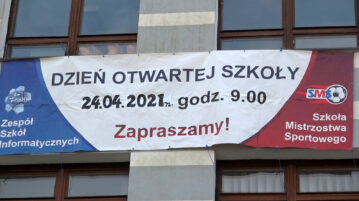 DZIEŃ OTWARTEJ SZKOŁY
24.04.2021r. godz. 9.00
Zapraszamy!
Zespół
Szkół
Informatycznych
SMS
Szkoła
Mistrzostwa
Sportowego